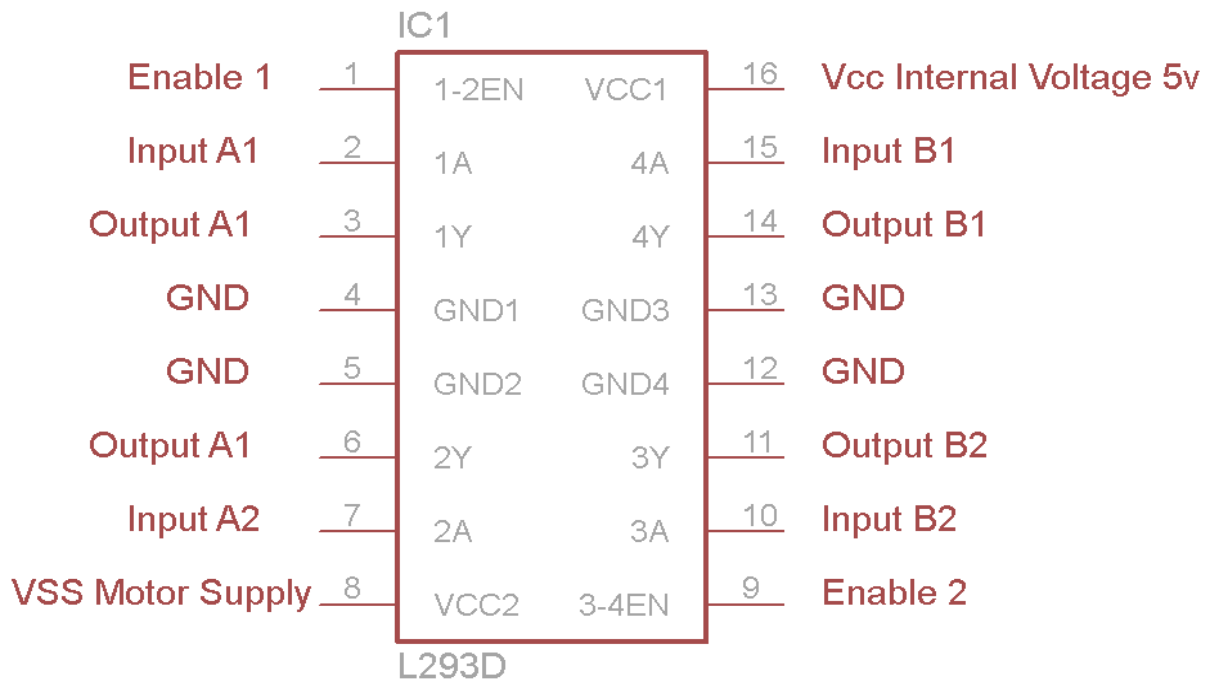 IC1
Enable 1 1 1-2EN VCC1 16 Vcc Internal Voltage 5v
Input A1 2 1A 4A 15 Input B1
Output A1 3 1Y 4Y 14 Output B1
GND 4 GND1 GND3 13 GND
GND 5 GND2 GND4 12 GND
Output A1 6 2Y 3Y 11 Output B2
Input A2 7 2A 3A 10 Input B2
VSS Motor Supply 8 VCC2 3-4EN 9 Enable 2
L293D